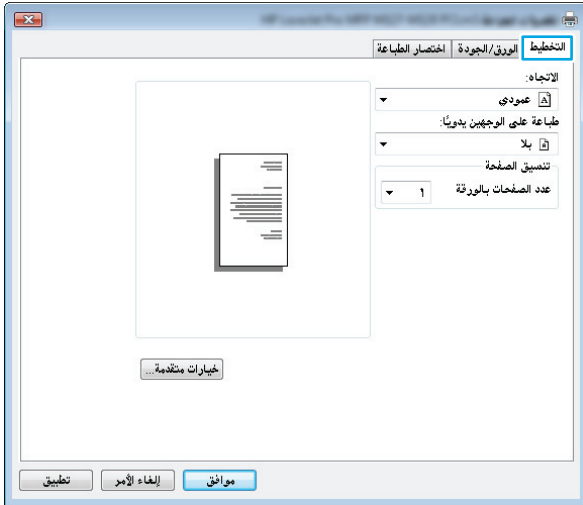 التخطيط
الورق/الجودة
اختصار الطباعة
الاتجاه:
عمودي
طباعة على الوجهين يدويًا:
بلا
تنسيق الصفحة
عدد الصفحات بالورقة
١
خيارات متقدمة...
موافق
إلغاء الأمر
تطبيق